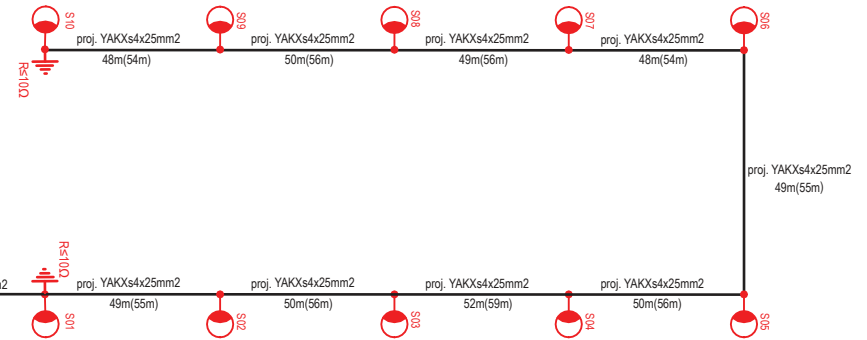 S10
S09
S08
S07
S06
proj. YAKXs4x25mm2
48m(54m)
proj. YAKXs4x25mm2
50m(56m)
proj. YAKXs4x25mm2
49m(56m)
proj. YAKXs4x25mm2
48m(54m)
R≤10Ω
proj. YAKXs4x25mm2
49m(55m)
R≤10Ω
m2
proj. YAKXs4x25mm2
49m(55m)
proj. YAKXs4x25mm2
50m(56m)
proj. YAKXs4x25mm2
52m(59m)
proj. YAKXs4x25mm2
50m(56m)
S01
S02
S03
S04
S05